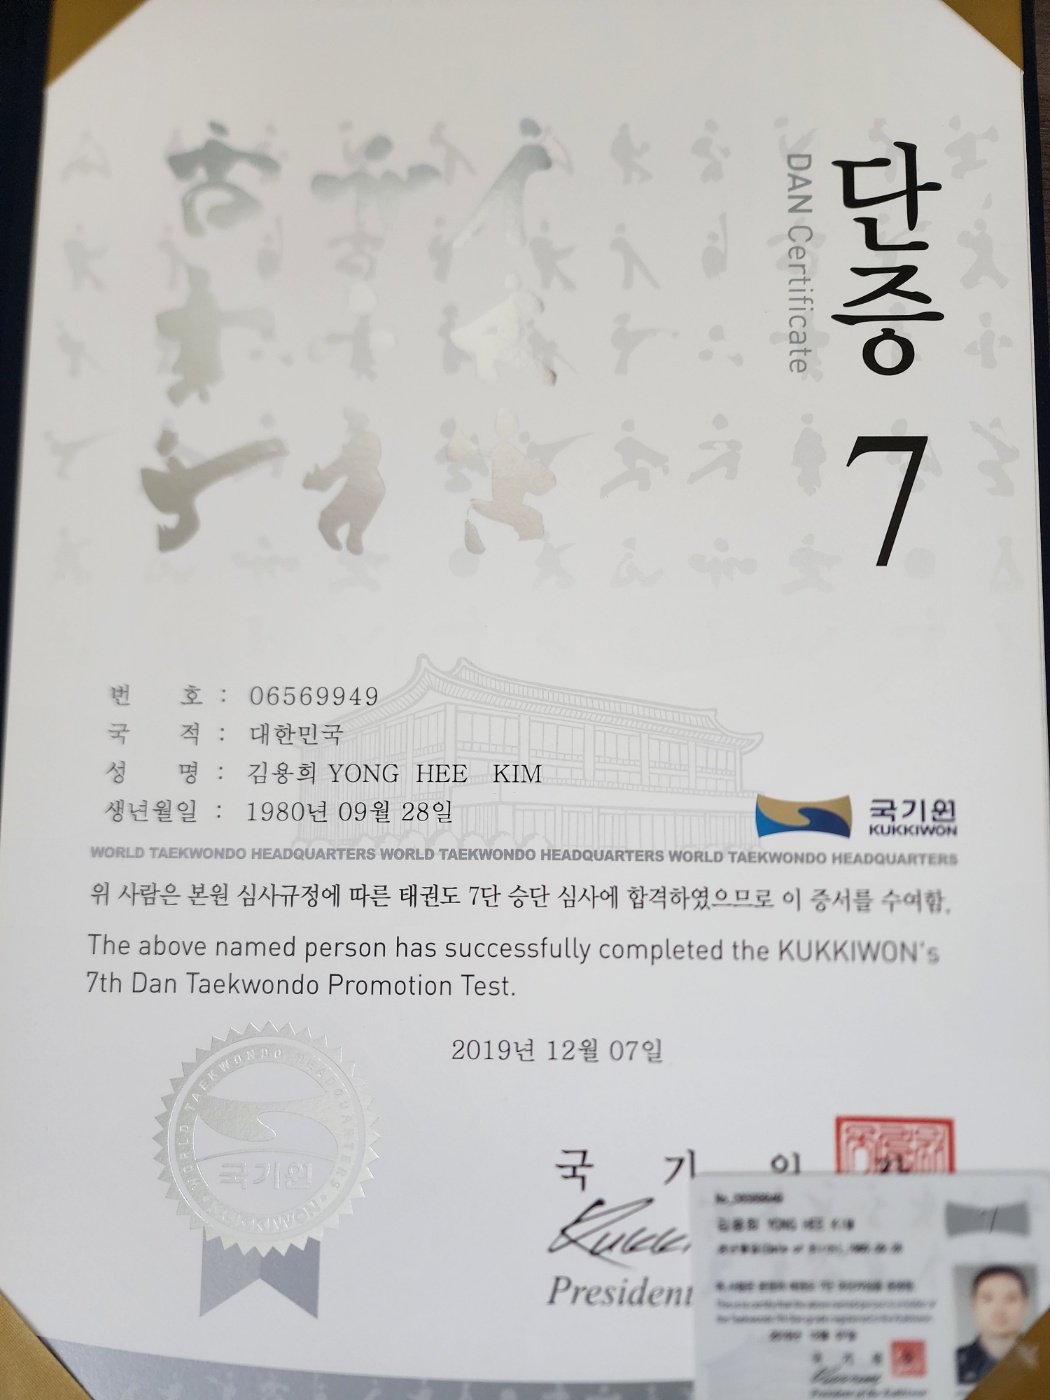 단증
DAN Certificate
7
번 호 : 06569949
국 적 : 대한민국
성 명 : 김용희 YONG HEE KIM
생년월일 : 1980년 09월 28일
국기원
KUKKIWON
WORLD TAEKWONDO HEADQUARTERS WORLD TAEKWONDO HEADQUARTERS WORLD TAEKWONDO HEADQUARTERS
위 사람은 본원 심사규정에 따른 태권도 7단 승단 심사에 합격하였으므로 이 증서를 수여함.
The above named person has successfully completed the KUKKIWON's
7th Dan Taekwondo Promotion Test.
2019년 12월 07일
WORLD TAEKWONDO HEADQUARTERS
국기원
KUKKIWON
국 기
President
김용희 YONG HEE KIM